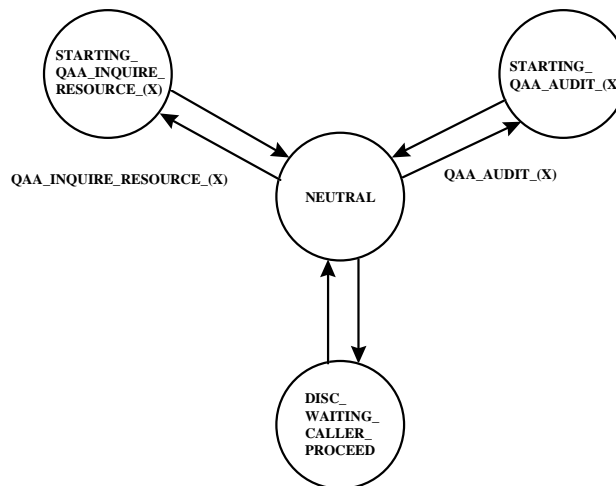 STARTING_
QAA_INQUIRE_
RESOURCE_(X)
STARTING_
QAA_AUDIT_(X
QAA_INQUIRE_RESOURCE_(X)
QAA_AUDIT_(X)
NEUTRAL
DISC_
WAITING_
CALLER_
PROCEED